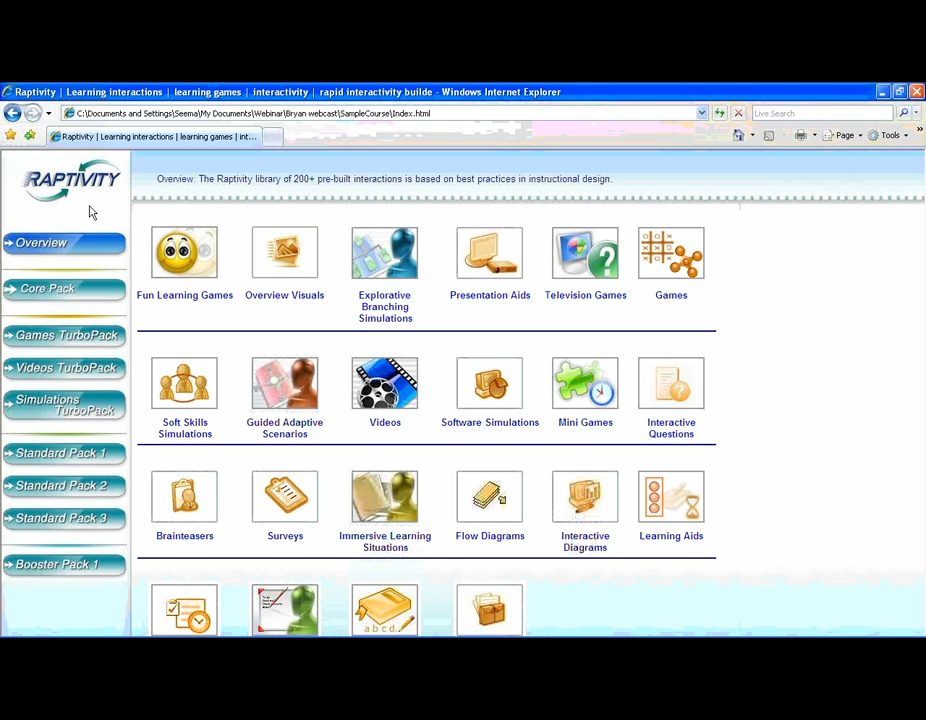 Raptivity | Learning interactions | learning games | interactivity | rapid interactivity builde - Windows Internet Explorer
C:\Documents and Settings\Seema\My Documents\Webinar\Bryan webcast\SampleCourse\Index.html
Live Search
Raptivity | Learning interactions | learning games | int...
Page
Tools
RAPTIVITY
Overview: The Raptivity library of 200+ pre-built interactions is based on best practices in instructional design.
Overview
Core Pack
Games TurboPack
Videos TurboPack
Simulations
TurboPack
Standard Pack 1
Standard Pack 2
Standard Pack 3
Booster Pack 1
Fun Learning Games
Overview Visuals
Explorative
Branching
Simulations
Presentation Aids
Television Games
Games
Soft Skills
Simulations
Guided Adaptive
Scenarios
Videos
Software Simulations
Mini Games
Interactive
Questions
Brainteasers
Surveys
Immersive Learning
Situations
Flow Diagrams
Interactive
Diagrams
Learning Aids
a b c d